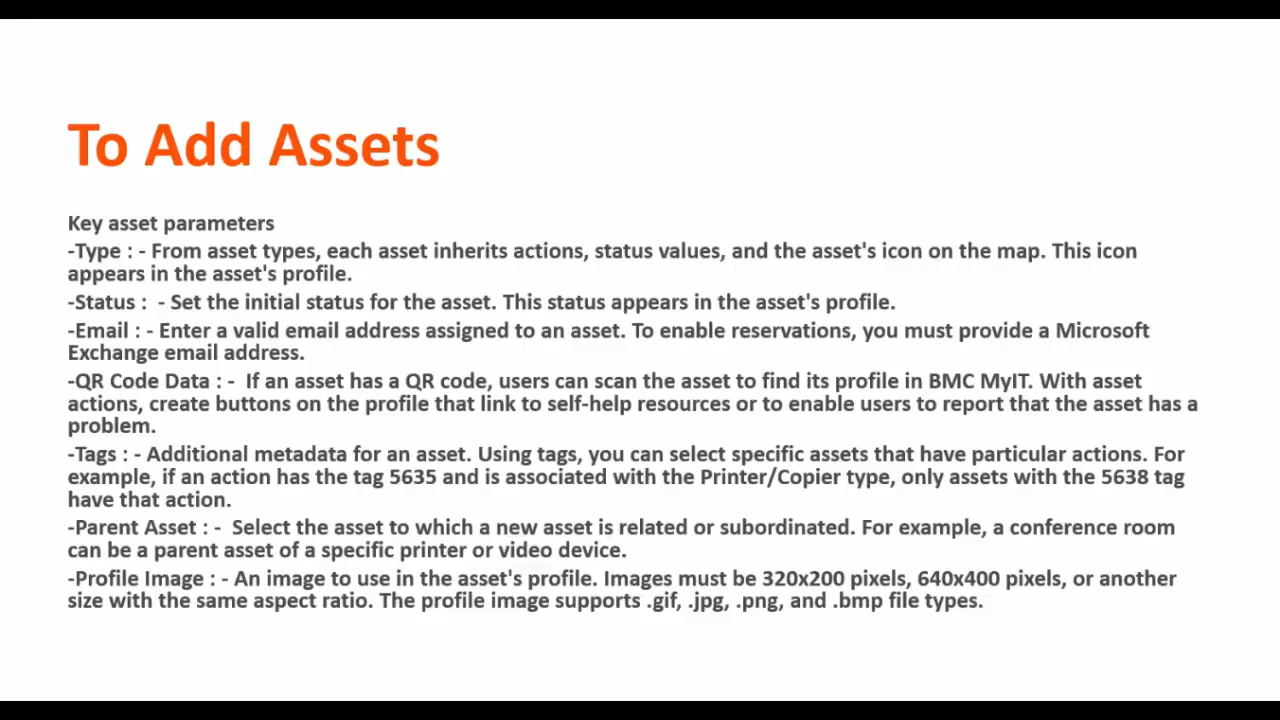 To Add Assets
Key asset parameters
-Type : - From asset types, each asset inherits actions, status values, and the asset's icon on the map. This icon
appears in the asset's profile.
-Status :  - Set the initial status for the asset. This status appears in the asset's profile.
-Email : - Enter a valid email address assigned to an asset. To enable reservations, you must provide a Microsoft
Exchange email address.
-QR Code Data : -  If an asset has a QR code, users can scan the asset to find its profile in BMC MyIT. With asset
actions, create buttons on the profile that link to self-help resources or to enable users to report that the asset has a
problem.
-Tags : - Additional metadata for an asset. Using tags, you can select specific assets that have particular actions. For
example, if an action has the tag 5635 and is associated with the Printer/Copier type, only assets with the 5638 tag
have that action.
-Parent Asset : -  Select the asset to which a new asset is related or subordinated. For example, a conference room
can be a parent asset of a specific printer or video device.
-Profile Image : - An image to use in the asset's profile. Images must be 320x200 pixels, 640x400 pixels, or another
size with the same aspect ratio. The profile image supports .gif, .jpg, .png, and .bmp file types.